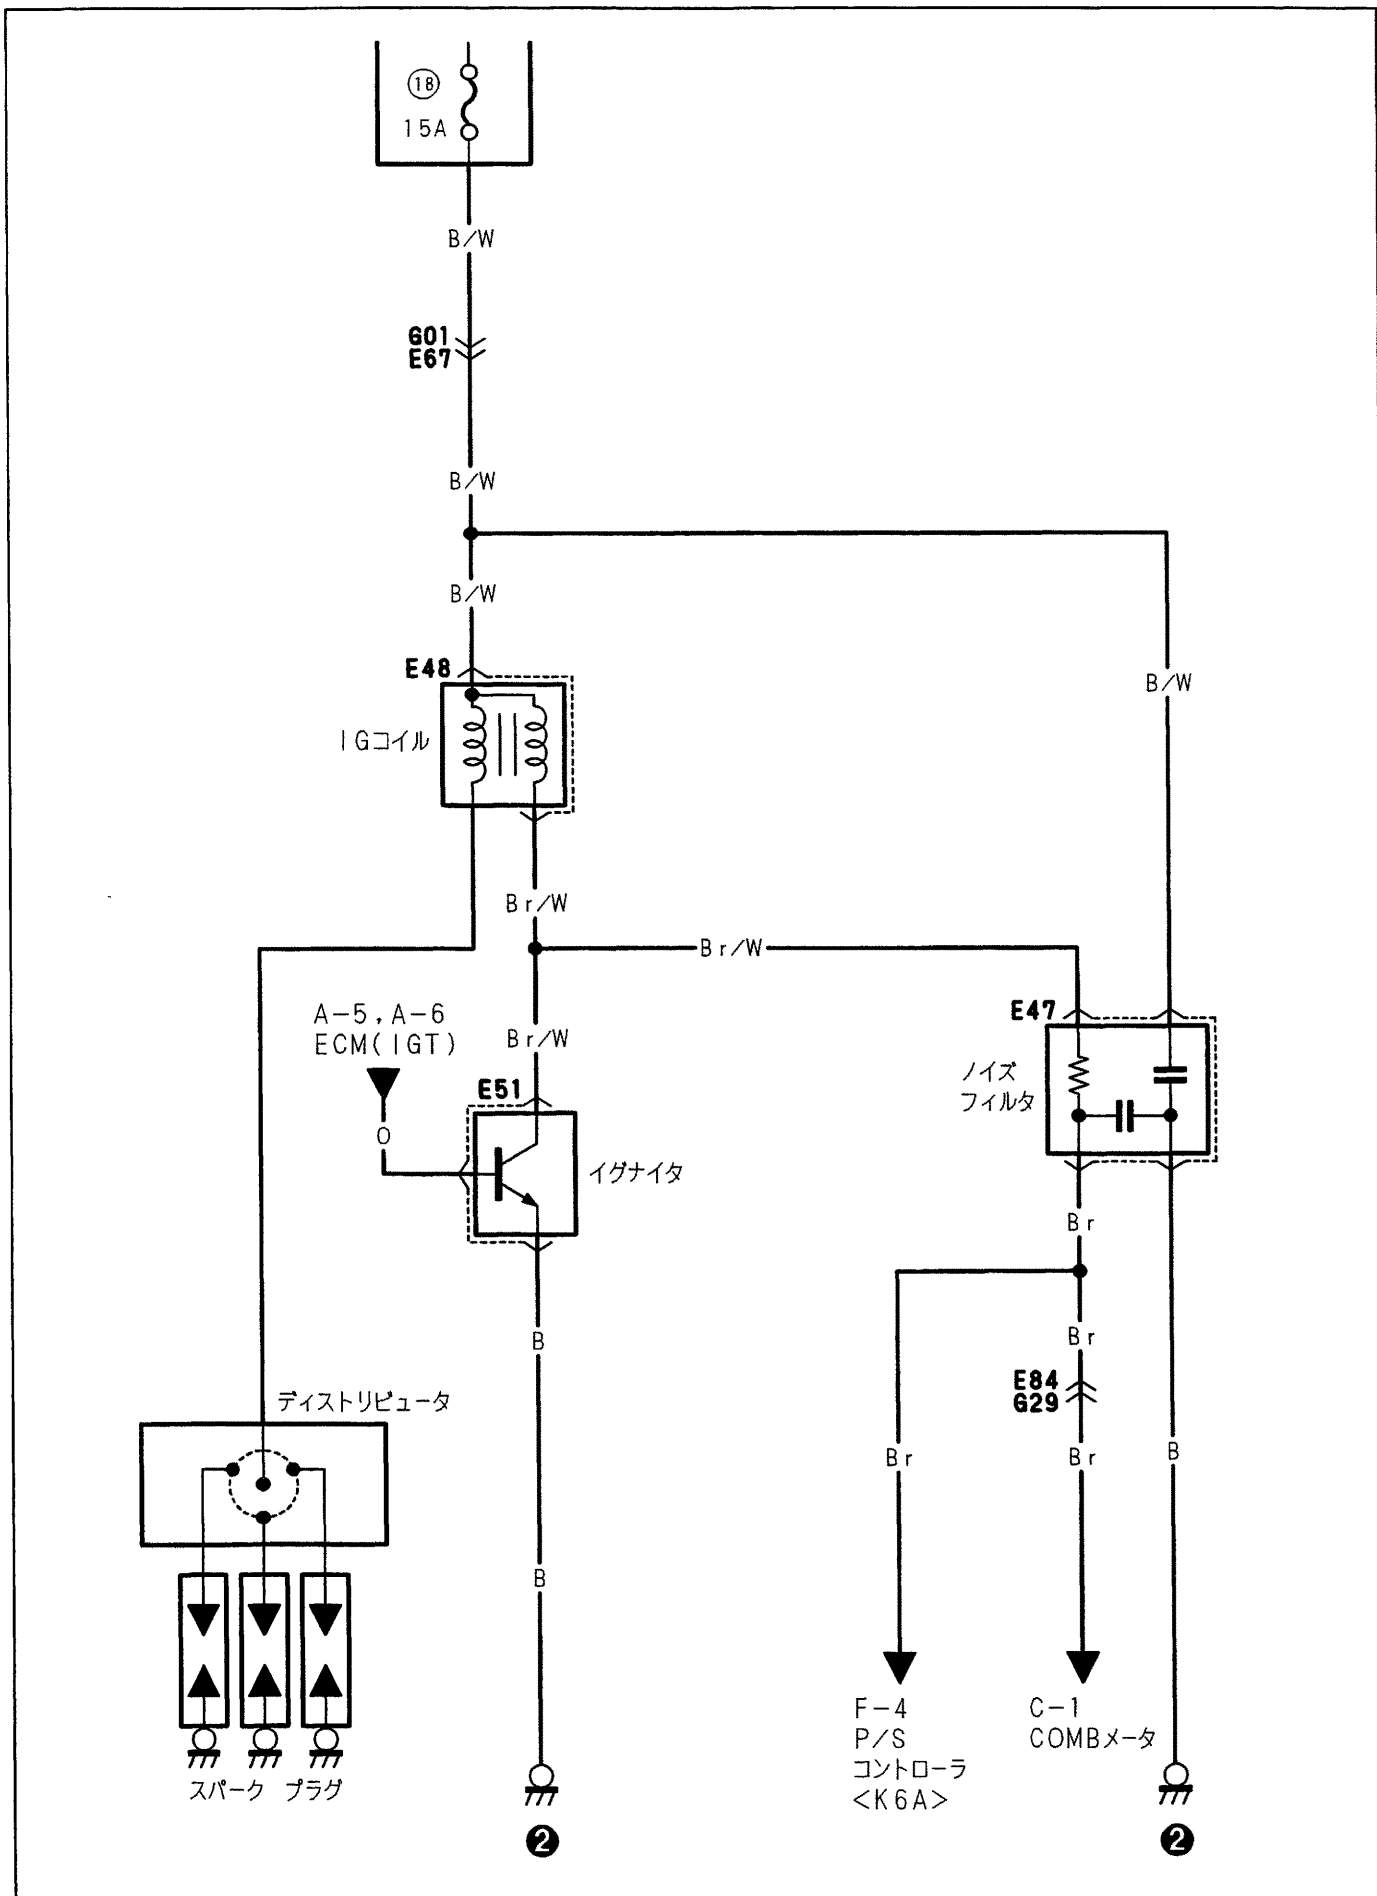 18
15A
B/W
G01
E67
B/W
B/W
E48
B/W
IGコイル
Br/W
Br/W
A-5,A-6
ECM(IGT)
E47
Br/W
ノイズ
フィルタ
E51
O
イグナイタ
Br
B
Br
E84
G29
ディストリビュータ
Br
Br
B
B
F-4
P/S
コントローラ
<K6A>
C-1
COMBメータ
スパーク プラグ
2
2